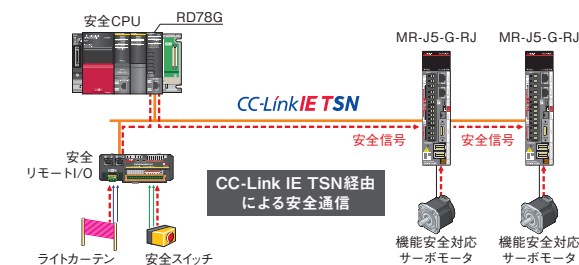 安全CPU
RD78G
MR-J5-G-RJ
MR-J5-G-RJ
CC-Link IE TSN
安全信号
安全信号
安全
リモートI/O
CC-Link IE TSN経由
による安全通信
ライトカーテン
安全スイッチ
機能安全対応
サーボモータ
機能安全対応
サーボモータ